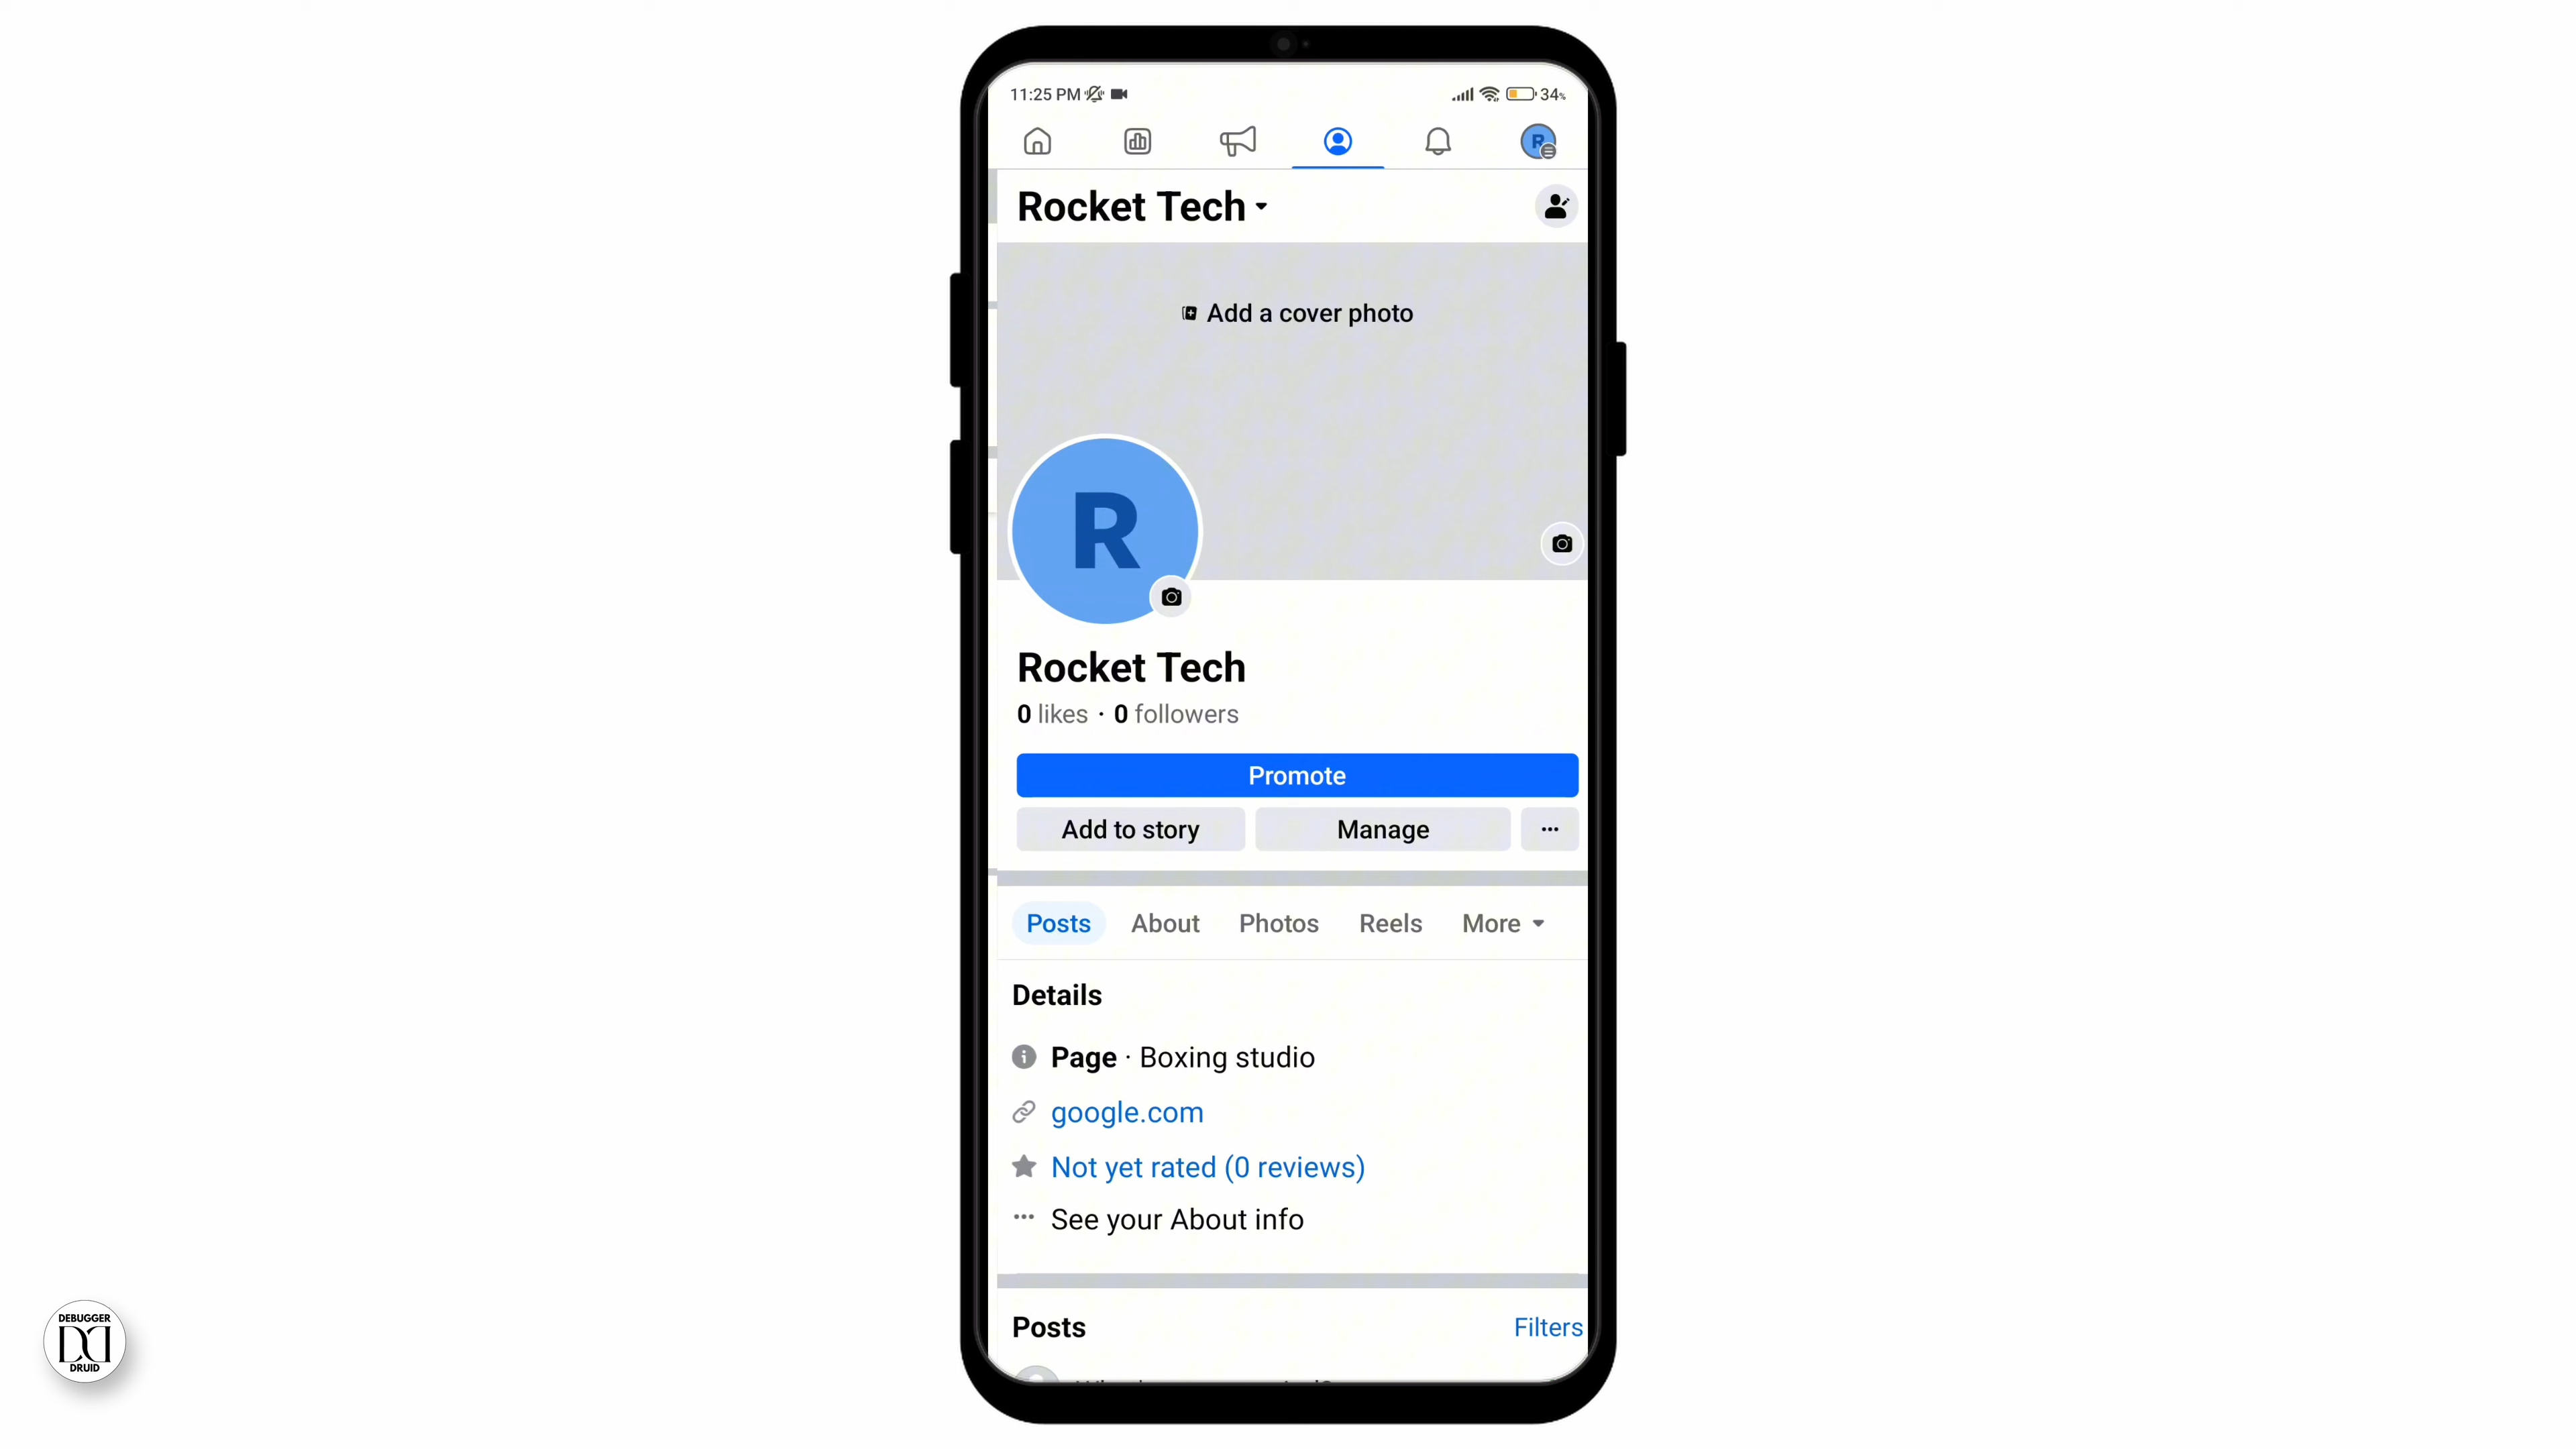 11:25 PM
34%
R
Rocket Tech
Add a cover photo
R
Rocket Tech
0 likes · 0 followers
Promote
Add to story
Manage
Posts
About
Photos
Reels
More
Details
Page · Boxing studio
google.com
Not yet rated (0 reviews)
See your About info
Posts
Filters
DEBUGGER
DD
DRUID